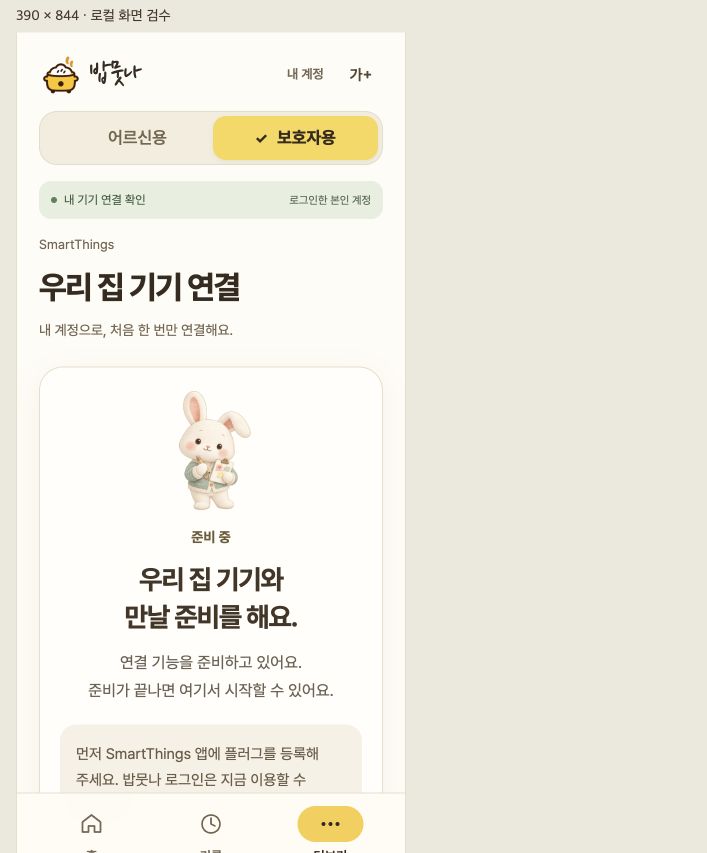 390 × 844 · 로컬 화면 검수
밥뭇나
내 계정
가+
어르신용
✓ 보호자용
내 기기 연결 확인
로그인한 본인 계정
SmartThings
우리 집 기기 연결
내 계정으로, 처음 한 번만 연결해요.
준비 중
우리 집 기기와
만날 준비를 해요.
연결 기능을 준비하고 있어요.
준비가 끝나면 여기서 시작할 수 있어요.
먼저 SmartThings 앱에 플러그를 등록해
주세요. 밥뭇나 로그인은 지금 이용할 수